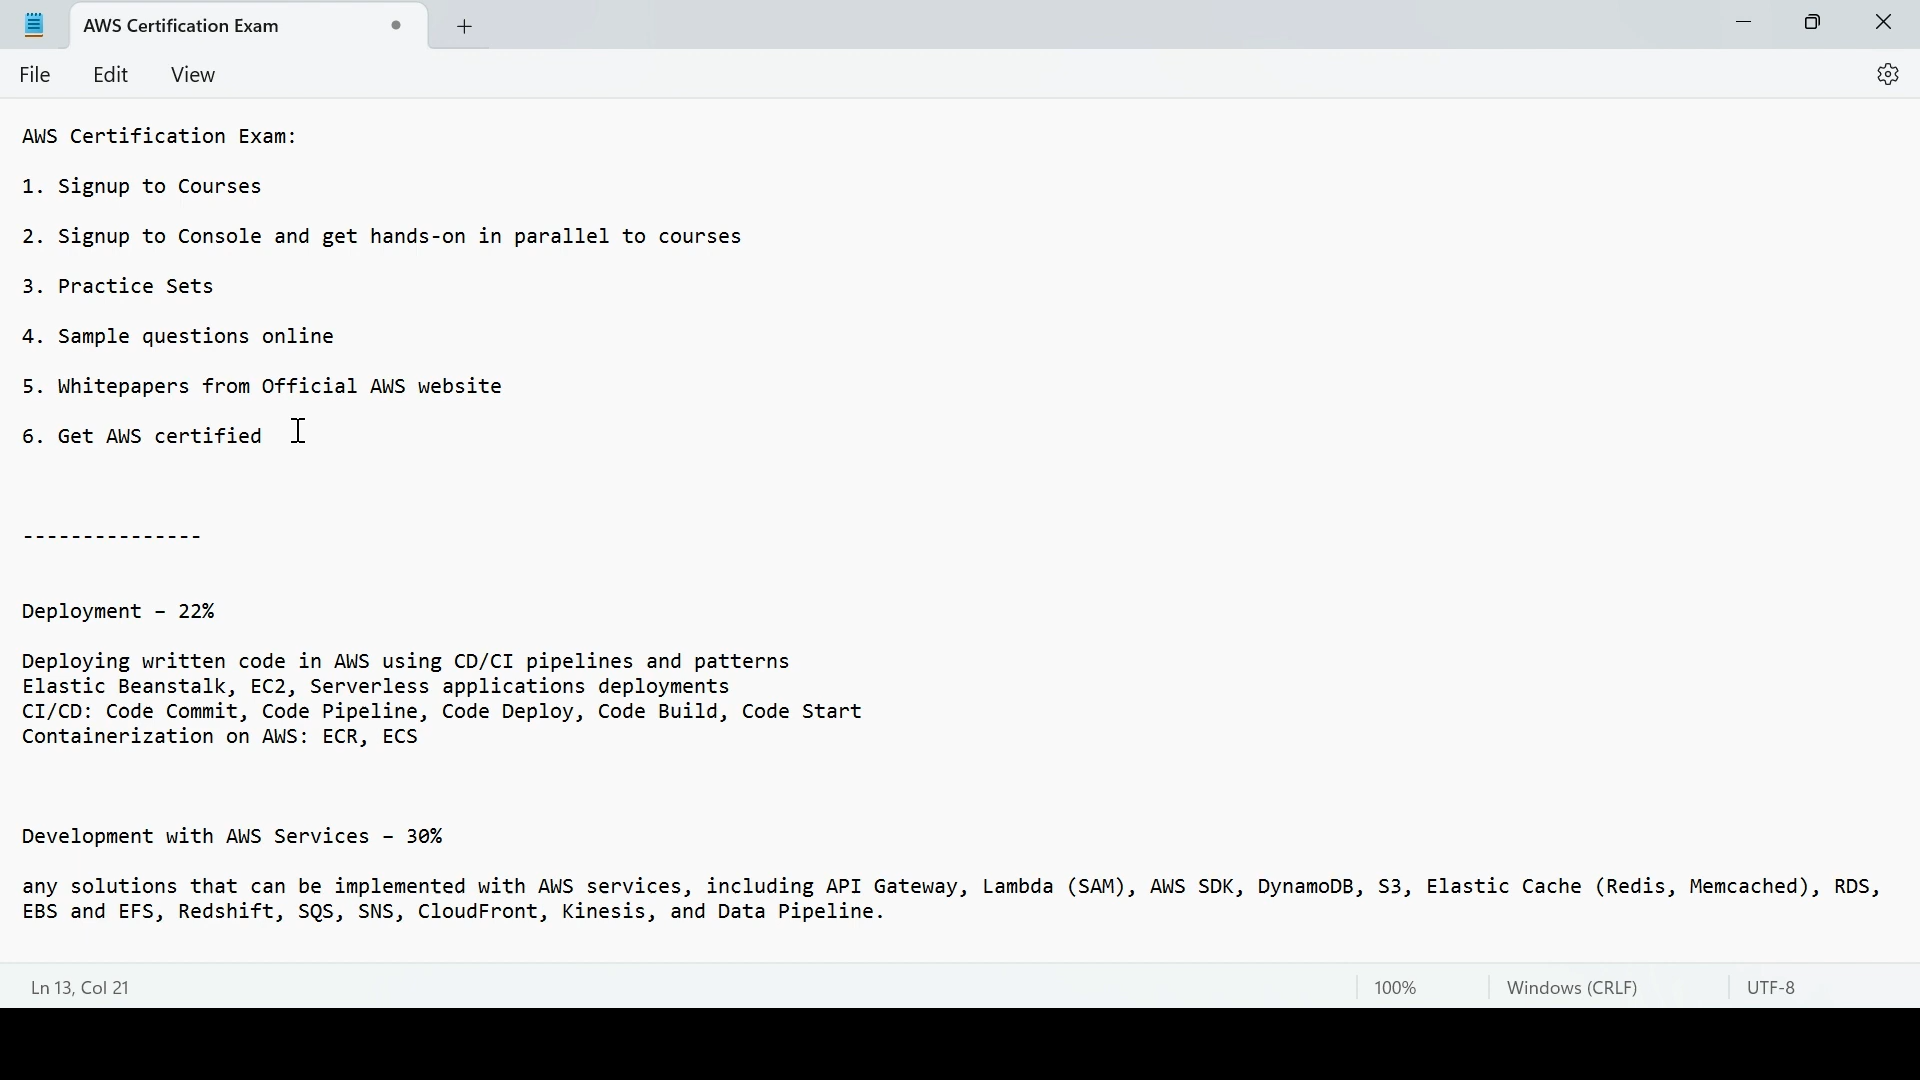 AWS Certification Exam
File Edit View
AWS Certification Exam:
1. Signup to Courses
2. Signup to Console and get hands-on in parallel to courses
3. Practice Sets
4. Sample questions online
5. Whitepapers from Official AWS website
6. Get AWS certified
---------------
Deployment – 22%
Deploying written code in AWS using CD/CI pipelines and patterns
Elastic Beanstalk, EC2, Serverless applications deployments
CI/CD: Code Commit, Code Pipeline, Code Deploy, Code Build, Code Start
Containerization on AWS: ECR, ECS
Development with AWS Services – 30%
any solutions that can be implemented with AWS services, including API Gateway, Lambda (SAM), AWS SDK, DynamoDB, S3, Elastic Cache (Redis, Memcached), RDS,
EBS and EFS, Redshift, SQS, SNS, CloudFront, Kinesis, and Data Pipeline.
Ln 13, Col 21 100% Windows (CRLF) UTF-8